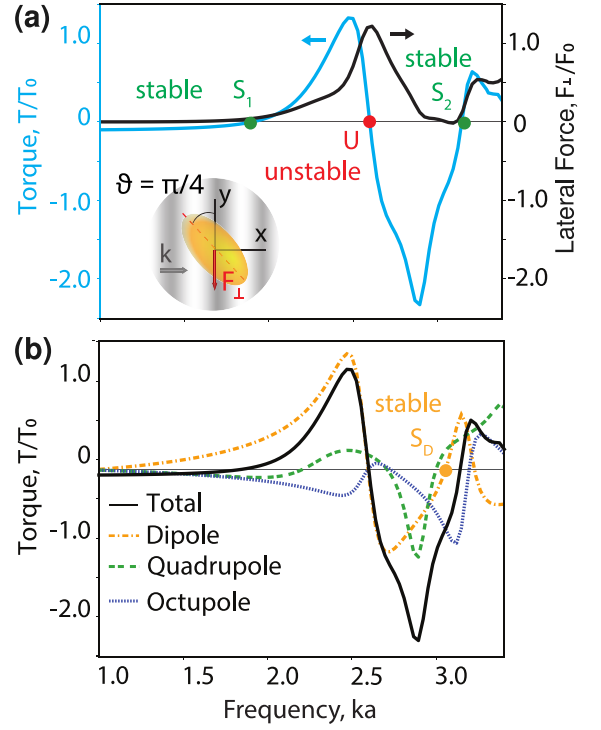 (a)
1.0
0
-1.0
-2.0
Torque, T/T₀
1.0
0
-1.0
-2.0
Lateral Force, F⊥/F₀
stable S₁
stable
S₂
U
unstable
ϑ = π/4
y
x
k
F⊥
(b)
1.0
0
-1.0
-2.0
Torque, T/T₀
stable
S_D
Total
Dipole
Quadrupole
Octupole
1.0 1.5 2.0 2.5 3.0
Frequency, ka